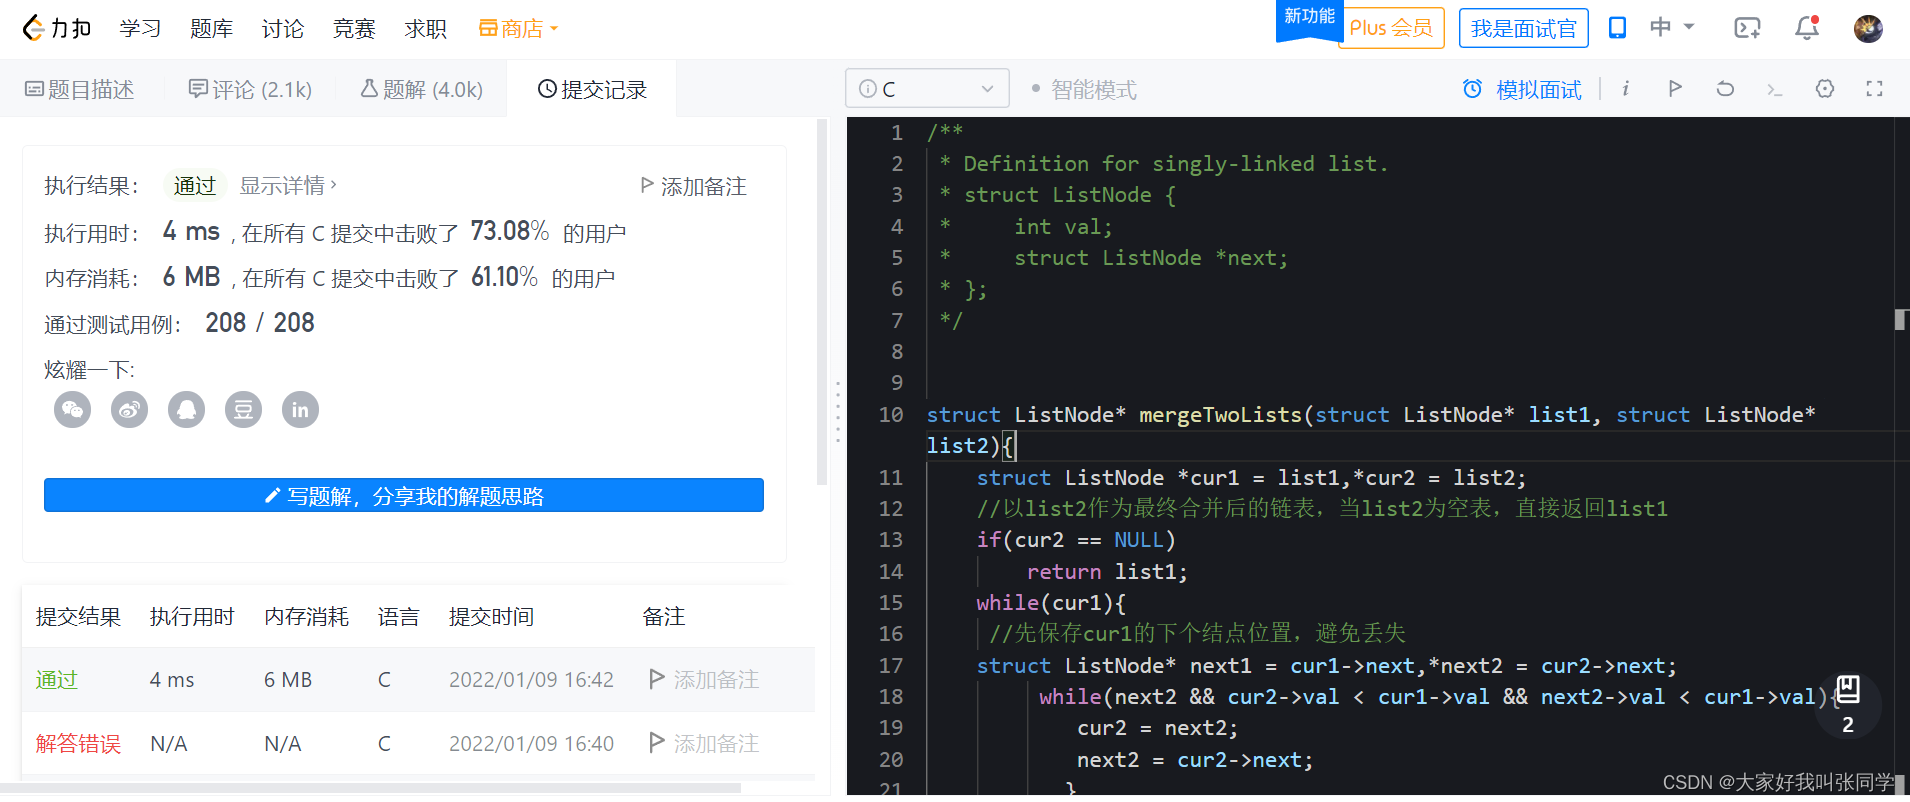 力扣 学习 题库 讨论 竞赛 求职 商店 新功能 Plus 会员 我是面试官 中
题目描述 评论 (2.1k) 题解 (4.0k) 提交记录
执行结果： 通过 显示详情 › 添加备注
执行用时： 4 ms , 在所有 C 提交中击败了 73.08% 的用户
内存消耗： 6 MB , 在所有 C 提交中击败了 61.10% 的用户
通过测试用例： 208 / 208
炫耀一下:
豆 in
写题解，分享我的解题思路
提交结果 执行用时 内存消耗 语言 提交时间 备注
通过 4 ms 6 MB C 2022/01/09 16:42 添加备注
解答错误 N/A N/A C 2022/01/09 16:40 添加备注
C 智能模式 模拟面试 i
1 /**
2 * Definition for singly-linked list.
3 * struct ListNode {
4 *     int val;
5 *     struct ListNode *next;
6 * };
7 */
8
9
10 struct ListNode* mergeTwoLists(struct ListNode* list1, struct ListNode*
list2){
11 struct ListNode *cur1 = list1,*cur2 = list2;
12 //以list2作为最终合并后的链表，当list2为空表，直接返回list1
13 if(cur2 == NULL)
14 return list1;
15 while(cur1){
16 //先保存cur1的下个结点位置，避免丢失
17 struct ListNode* next1 = cur1->next,*next2 = cur2->next;
18 while(next2 && cur2->val < cur1->val && next2->val < cur1->val){
19 cur2 = next2;
20 next2 = cur2->next;
21 }
2
CSDN @大家好我叫张同学